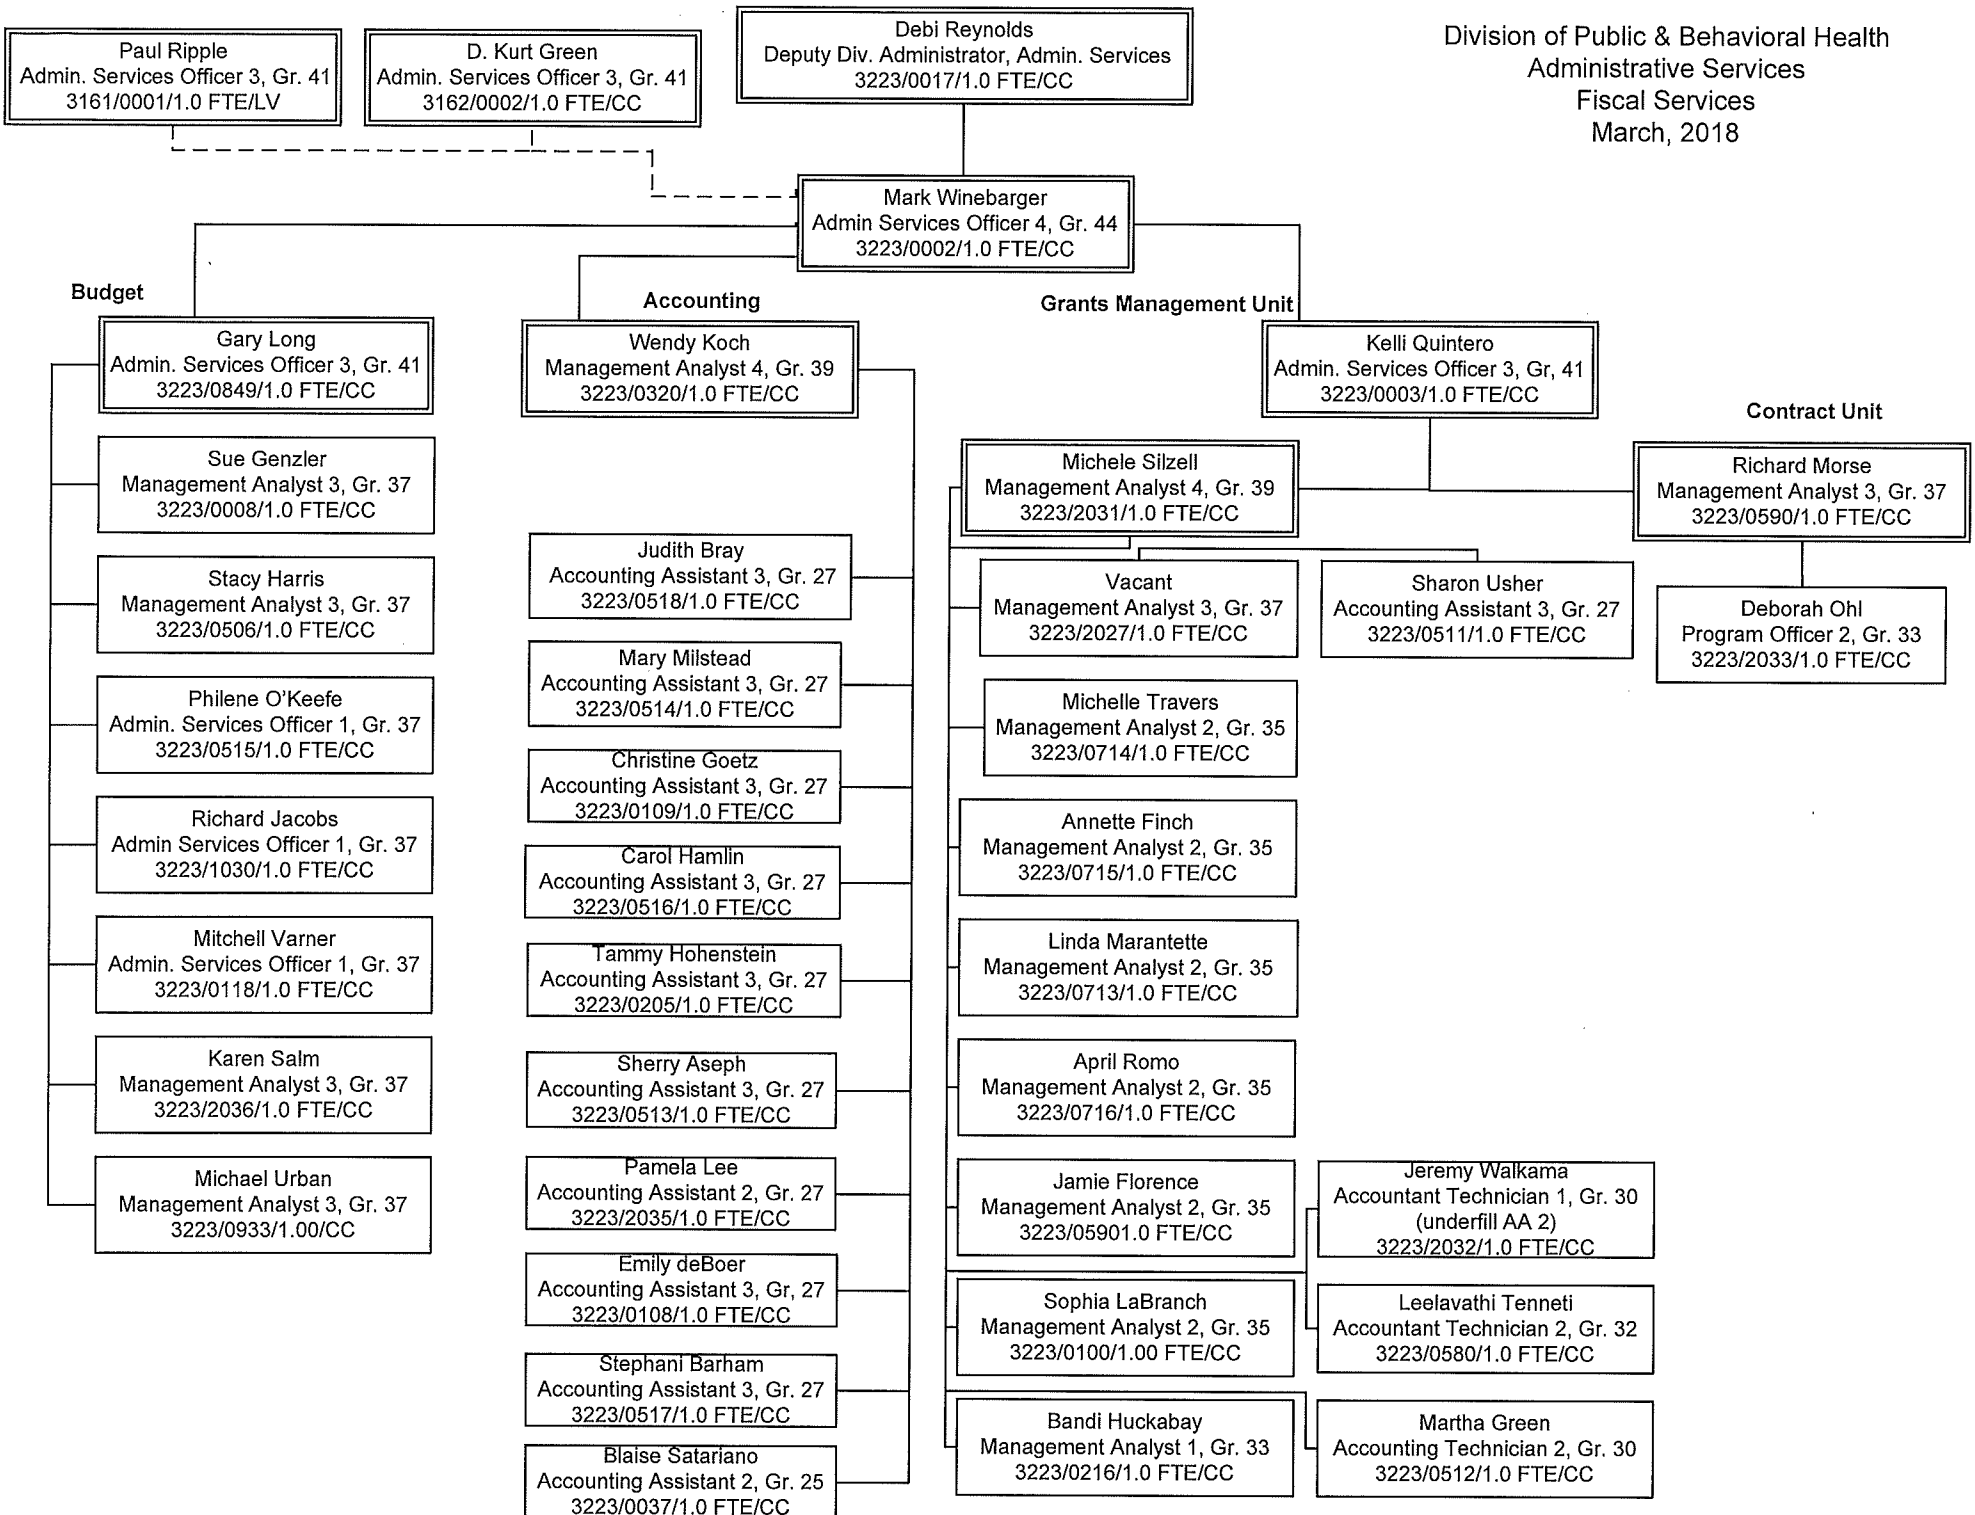 Paul Ripple
Admin. Services Officer 3, Gr. 41
3161/0001/1.0 FTE/LV
D. Kurt Green
Admin. Services Officer 3, Gr. 41
3162/0002/1.0 FTE/CC
Debi Reynolds
Deputy Div. Administrator, Admin. Services
3223/0017/1.0 FTE/CC
Division of Public & Behavioral Health
Administrative Services
Fiscal Services
March, 2018
Mark Winebarger
Admin Services Officer 4, Gr. 44
3223/0002/1.0 FTE/CC
Budget
Gary Long
Admin. Services Officer 3, Gr. 41
3223/0849/1.0 FTE/CC
Sue Genzler
Management Analyst 3, Gr. 37
3223/0008/1.0 FTE/CC
Stacy Harris
Management Analyst 3, Gr. 37
3223/0506/1.0 FTE/CC
Philene O'Keefe
Admin. Services Officer 1, Gr. 37
3223/0515/1.0 FTE/CC
Richard Jacobs
Admin Services Officer 1, Gr. 37
3223/1030/1.0 FTE/CC
Mitchell Varner
Admin. Services Officer 1, Gr. 37
3223/0118/1.0 FTE/CC
Karen Salm
Management Analyst 3, Gr. 37
3223/2036/1.0 FTE/CC
Michael Urban
Management Analyst 3, Gr. 37
3223/0933/1.00/CC
Accounting
Wendy Koch
Management Analyst 4, Gr. 39
3223/0320/1.0 FTE/CC
Judith Bray
Accounting Assistant 3, Gr. 27
3223/0518/1.0 FTE/CC
Mary Milstead
Accounting Assistant 3, Gr. 27
3223/0514/1.0 FTE/CC
Christine Goetz
Accounting Assistant 3, Gr. 27
3223/0109/1.0 FTE/CC
Carol Hamlin
Accounting Assistant 3, Gr. 27
3223/0516/1.0 FTE/CC
Tammy Hohenstein
Accounting Assistant 3, Gr. 27
3223/0205/1.0 FTE/CC
Sherry Aseph
Accounting Assistant 3, Gr. 27
3223/0513/1.0 FTE/CC
Pamela Lee
Accounting Assistant 2, Gr. 27
3223/2035/1.0 FTE/CC
Emily deBoer
Accounting Assistant 3, Gr, 27
3223/0108/1.0 FTE/CC
Stephani Barham
Accounting Assistant 3, Gr. 27
3223/0517/1.0 FTE/CC
Blaise Satariano
Accounting Assistant 2, Gr. 25
3223/0037/1.0 FTE/CC
Grants Management Unit
Kelli Quintero
Admin. Services Officer 3, Gr, 41
3223/0003/1.0 FTE/CC
Michele Silzell
Management Analyst 4, Gr. 39
3223/2031/1.0 FTE/CC
Vacant
Management Analyst 3, Gr. 37
3223/2027/1.0 FTE/CC
Sharon Usher
Accounting Assistant 3, Gr. 27
3223/0511/1.0 FTE/CC
Michelle Travers
Management Analyst 2, Gr. 35
3223/0714/1.0 FTE/CC
Annette Finch
Management Analyst 2, Gr. 35
3223/0715/1.0 FTE/CC
Linda Marantette
Management Analyst 2, Gr. 35
3223/0713/1.0 FTE/CC
April Romo
Management Analyst 2, Gr. 35
3223/0716/1.0 FTE/CC
Jamie Florence
Management Analyst 2, Gr. 35
3223/05901.0 FTE/CC
Jeremy Walkama
Accountant Technician 1, Gr. 30
(underfill AA 2)
3223/2032/1.0 FTE/CC
Sophia LaBranch
Management Analyst 2, Gr. 35
3223/0100/1.00 FTE/CC
Leelavathi Tenneti
Accountant Technician 2, Gr. 32
3223/0580/1.0 FTE/CC
Bandi Huckabay
Management Analyst 1, Gr. 33
3223/0216/1.0 FTE/CC
Martha Green
Accounting Technician 2, Gr. 30
3223/0512/1.0 FTE/CC
Contract Unit
Richard Morse
Management Analyst 3, Gr. 37
3223/0590/1.0 FTE/CC
Deborah Ohl
Program Officer 2, Gr. 33
3223/2033/1.0 FTE/CC